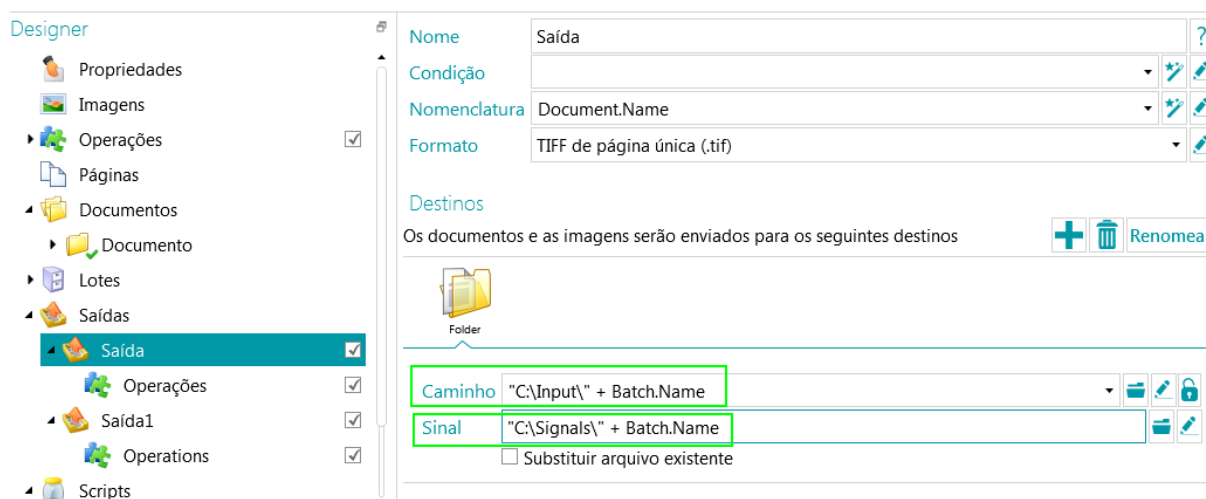 Designer
Propriedades
Imagens
Operações
Páginas
Documentos
Documento
Lotes
Saídas
Saída
Operações
Saída1
Operations
Scripts
Nome Saída ?
Condição
Nomenclatura Document.Name
Formato TIFF de página única (.tif)
Destinos
Os documentos e as imagens serão enviados para os seguintes destinos Renomea
Folder
Caminho "C:\Input\" + Batch.Name
Sinal "C:\Signals\" + Batch.Name
Substituir arquivo existente